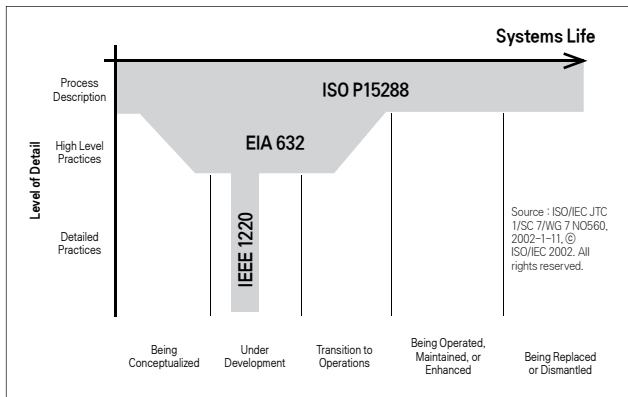 Systems Life
Process
Description
ISO P15288
High Level
Practices
EIA 632
Level of Detail
Detailed
Practices
IEEE 1220
Source : ISO/IEC JTC
1/SC 7/WG 7 NO560,
2002-1-11, ©
ISO/IEC 2002. All
rights reserved.
Being
Conceptualized
Under
Development
Transition to
Operations
Being Operated,
Maintained, or
Enhanced
Being Replaced
or Dismantled